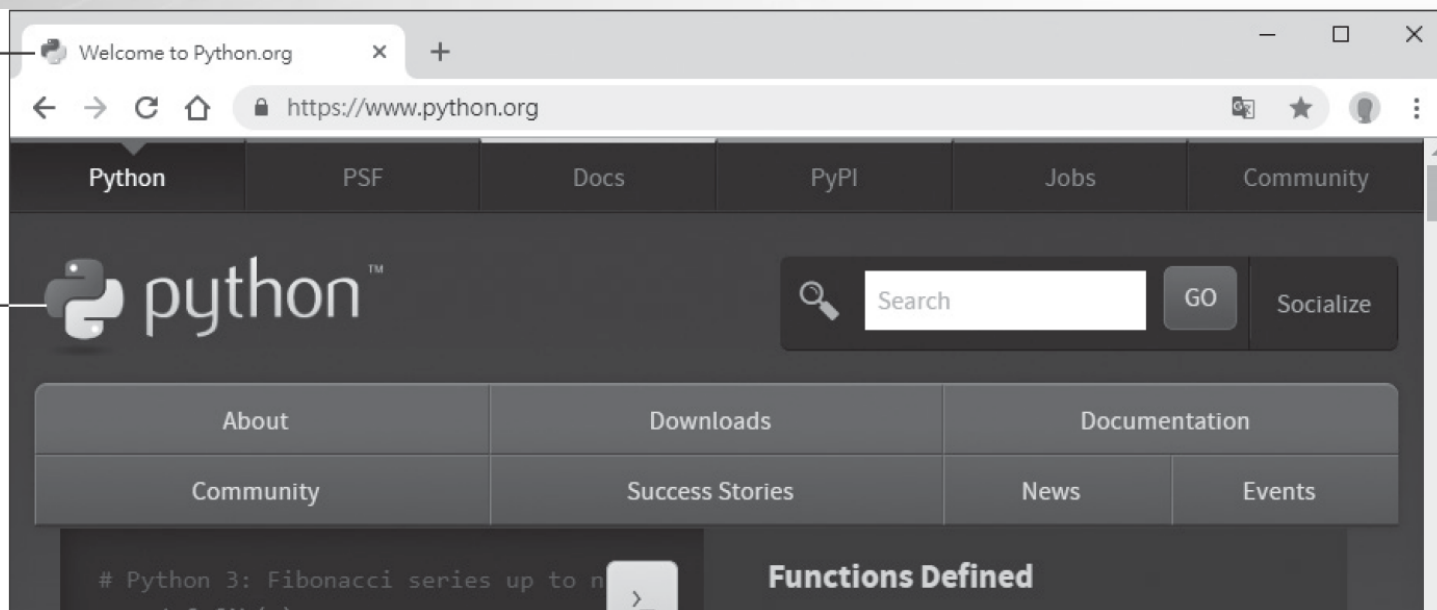 Welcome to Python.org
https://www.python.org
Python PSF Docs PyPI Jobs Community
python™
Search GO Socialize
About Downloads Documentation
Community Success Stories News Events
# Python 3: Fibonacci series up to n
Functions Defined